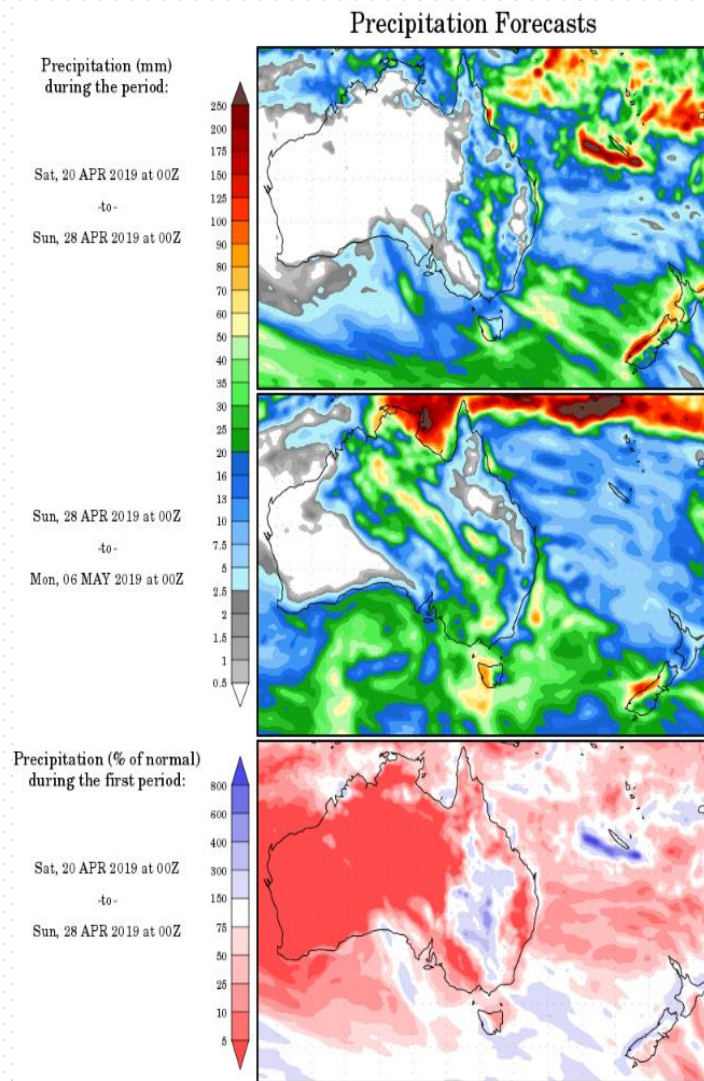 Precipitation Forecasts
Precipitation (mm)
during the period:
Sat, 20 APR 2019 at 00Z
-to-
Sun, 28 APR 2019 at 00Z
250
200
175
150
125
100
90
80
70
60
50
40
35
30
25
20
16
13
10
7.5
5
2.5
2
1.5
1
0.5
Sun, 28 APR 2019 at 00Z
-to-
Mon, 06 MAY 2019 at 00Z
Precipitation (% of normal)
during the first period:
Sat, 20 APR 2019 at 00Z
-to-
Sun, 28 APR 2019 at 00Z
800
600
400
300
150
75
50
25
10
5